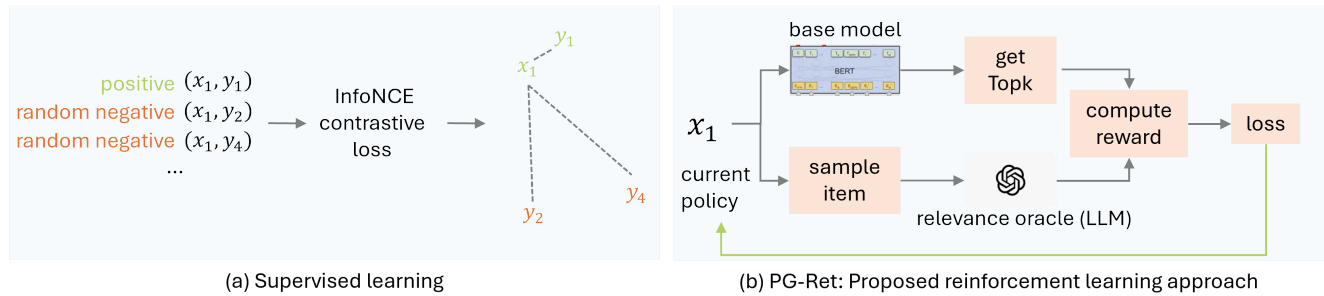 positive (x₁, y₁)
random negative (x₁, y₂)
random negative (x₁, y₄)
...
InfoNCE
contrastive
loss
y₁
x₁
y₂
y₄
(a) Supervised learning
x₁
current
policy
base model
BERT
get
Topk
sample
item
relevance oracle (LLM)
compute
reward
loss
(b) PG-Ret: Proposed reinforcement learning approach